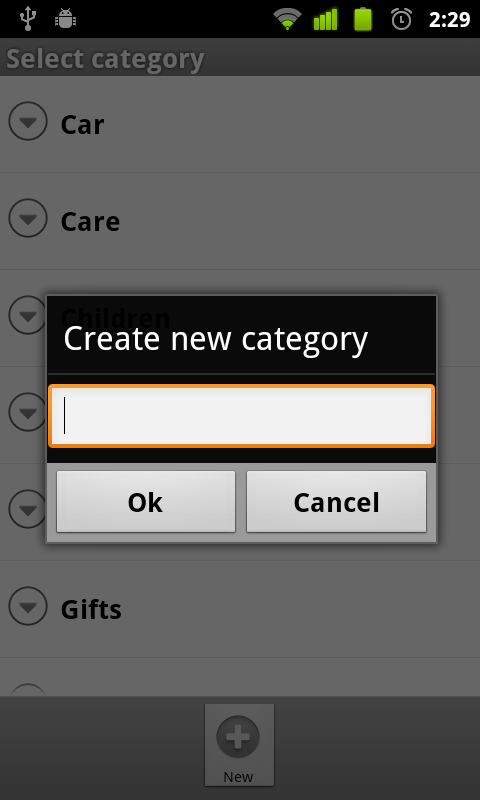 2:29
Select category
Car
Care
Children
Create new category
Ok
Cancel
Gifts
New